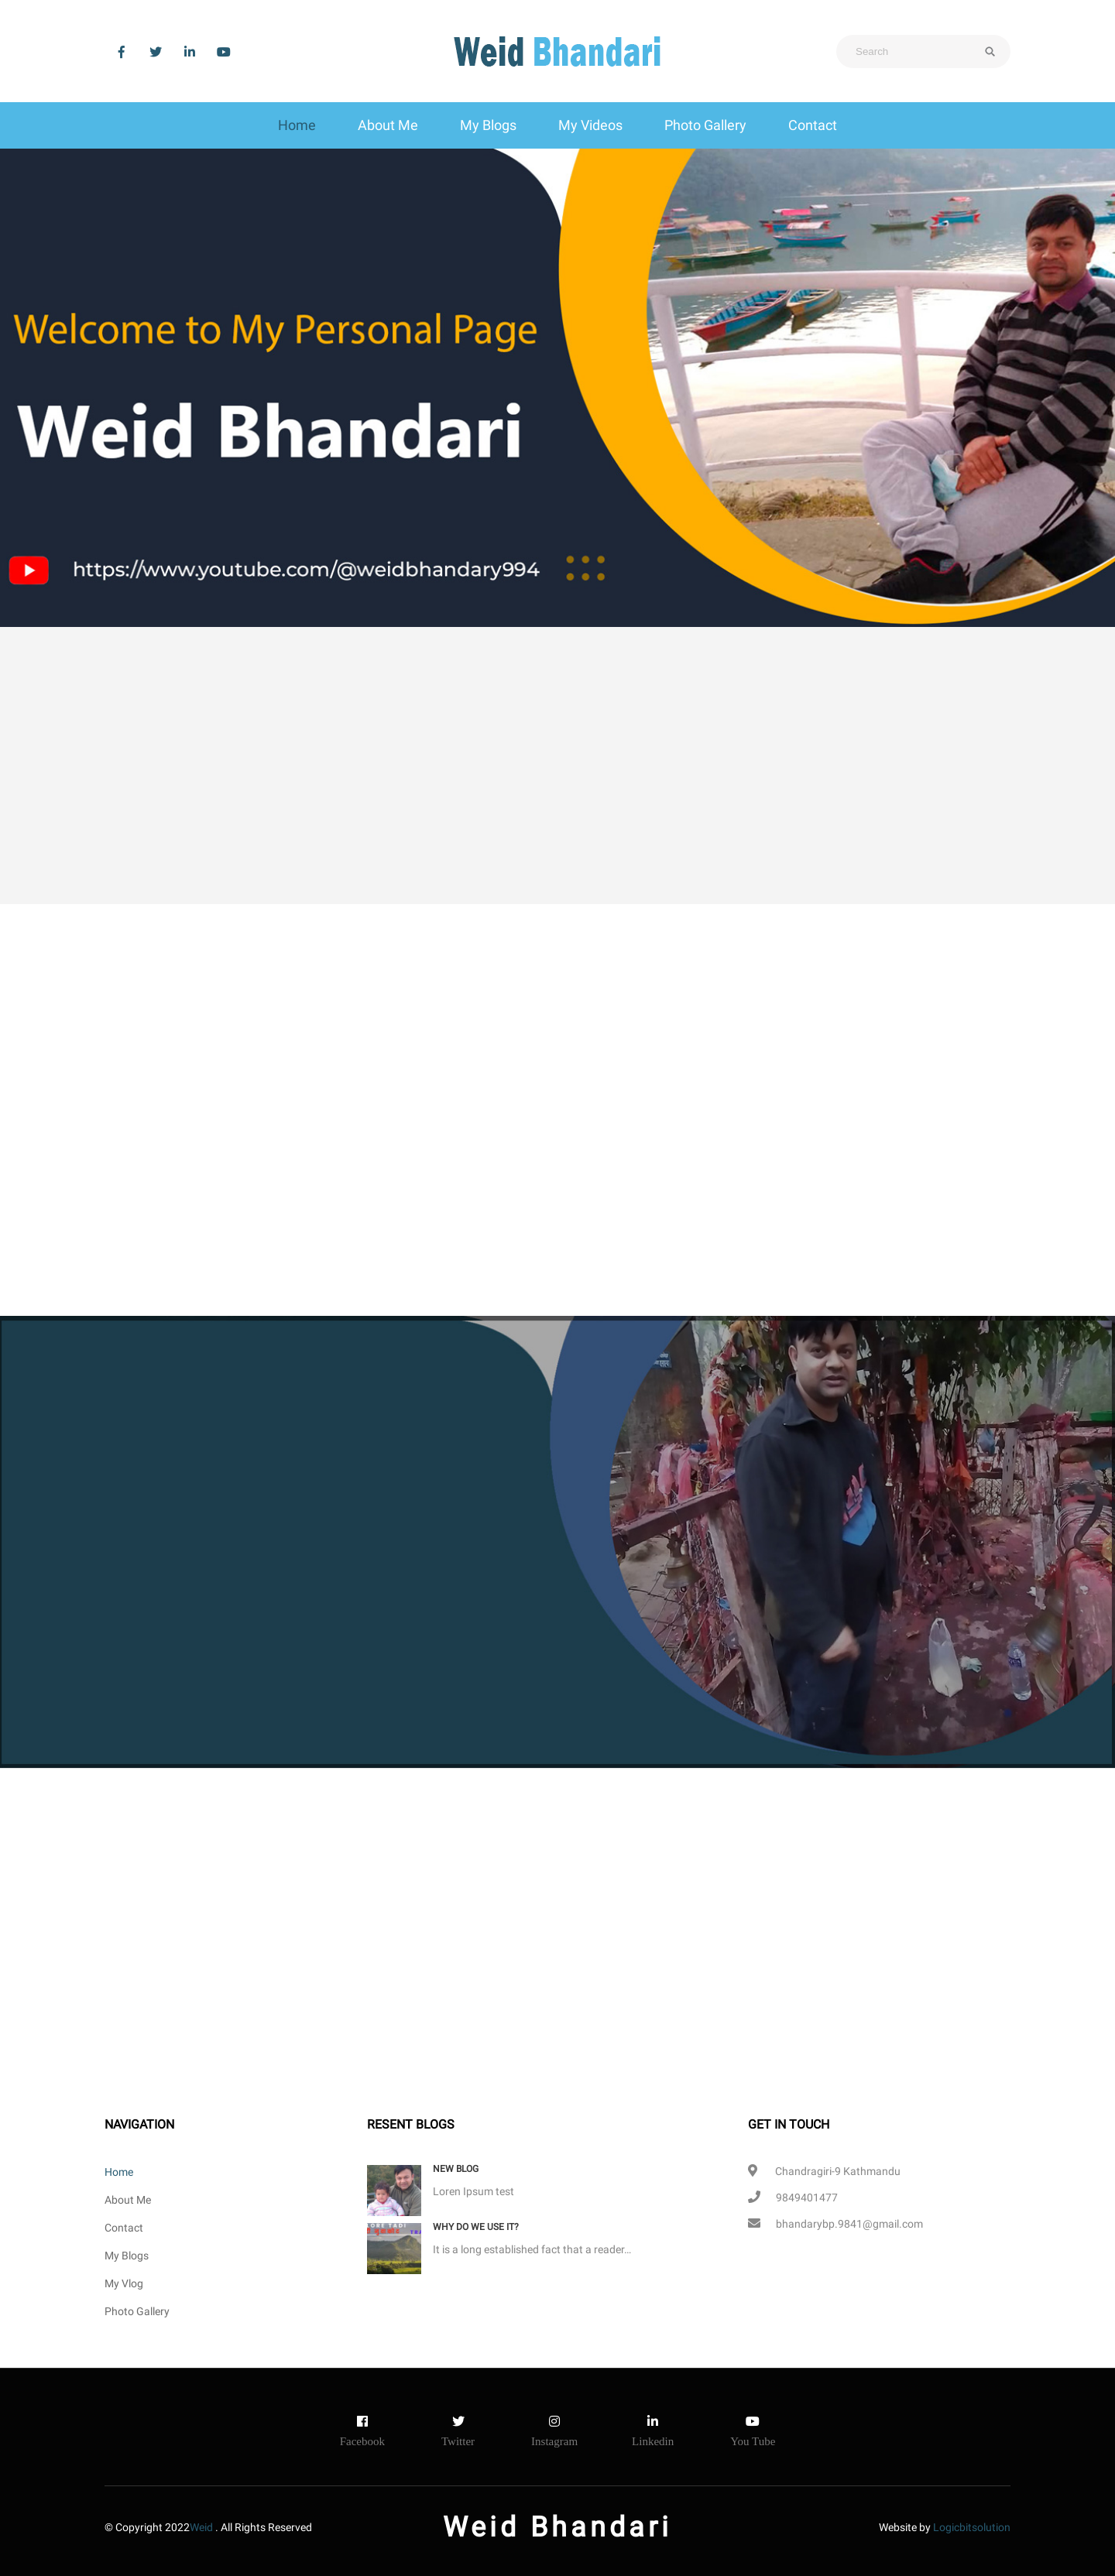 Weid Bhandari
Search
Home
About Me
My Blogs
My Videos
Photo Gallery
Contact
Welcome to My Personal Page
Weid Bhandari
https://www.youtube.com/@weidbhandary994
NAVIGATION
Home
About Me
Contact
My Blogs
My Vlog
Photo Gallery
RESENT BLOGS
NEW BLOG
Loren Ipsum test
WHY DO WE USE IT?
It is a long established fact that a reader...
GET IN TOUCH
Chandragiri-9 Kathmandu
9849401477
bhandarybp.9841@gmail.com
Facebook
Twitter
Instagram
Linkedin
You Tube
© Copyright 2022Weid . All Rights Reserved
Weid Bhandari
Website by Logicbitsolution